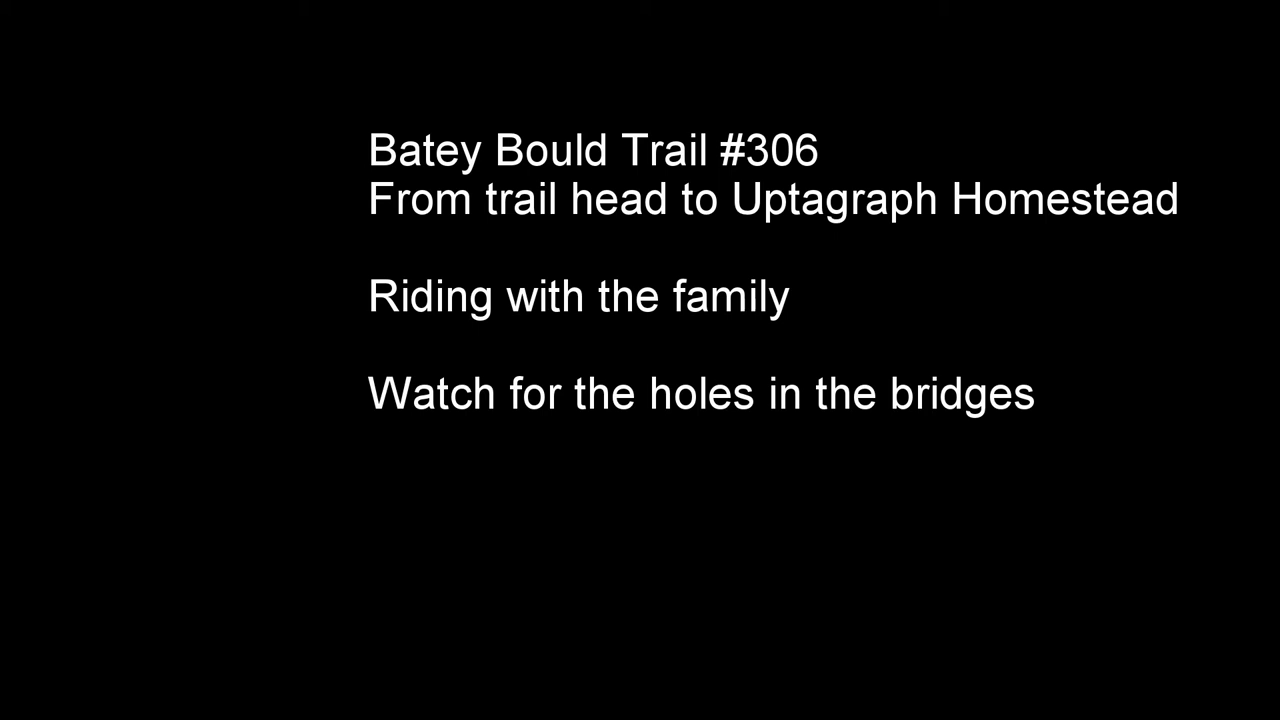 Batey Bould Trail #306
From trail head to Uptagraph Homestead
Riding with the family
Watch for the holes in the bridges